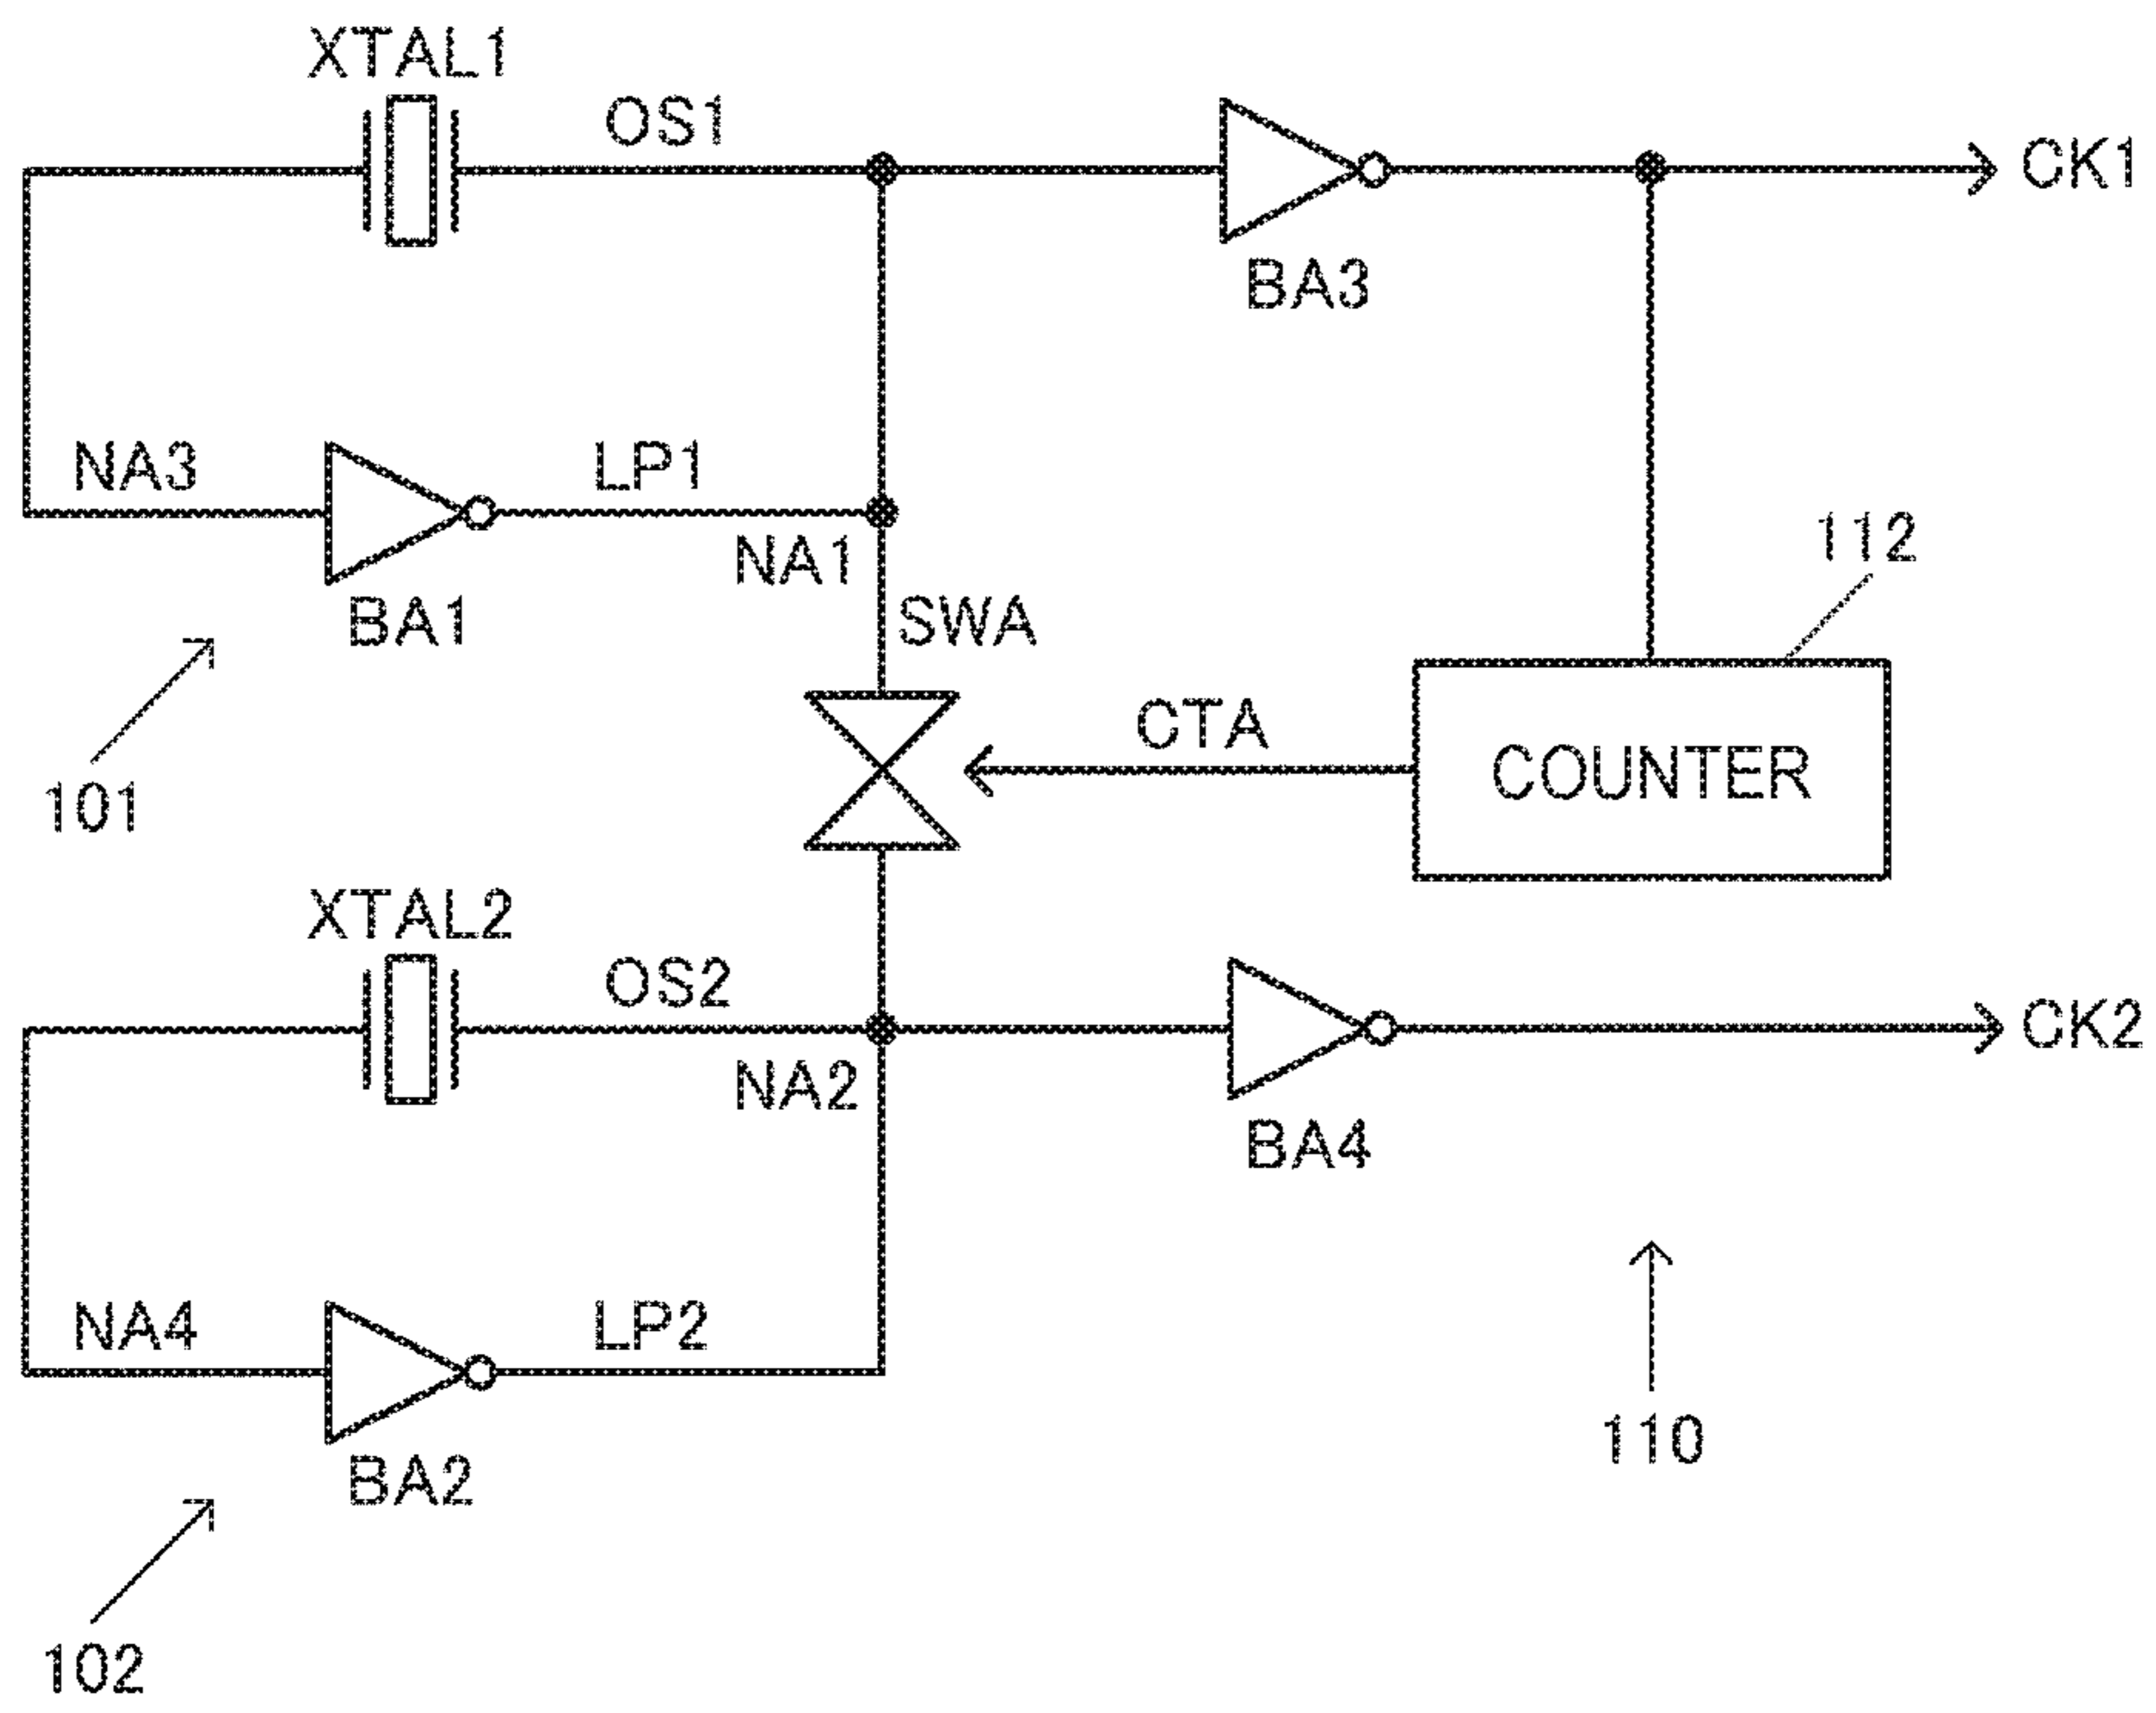 XTAL1
OS1
CK1
BA3
NA3
LP1
NA1
112
BA1
SWA
CTA
COUNTER
101
XTAL2
OS2
CK2
NA2
BA4
NA4
LP2
110
BA2
102